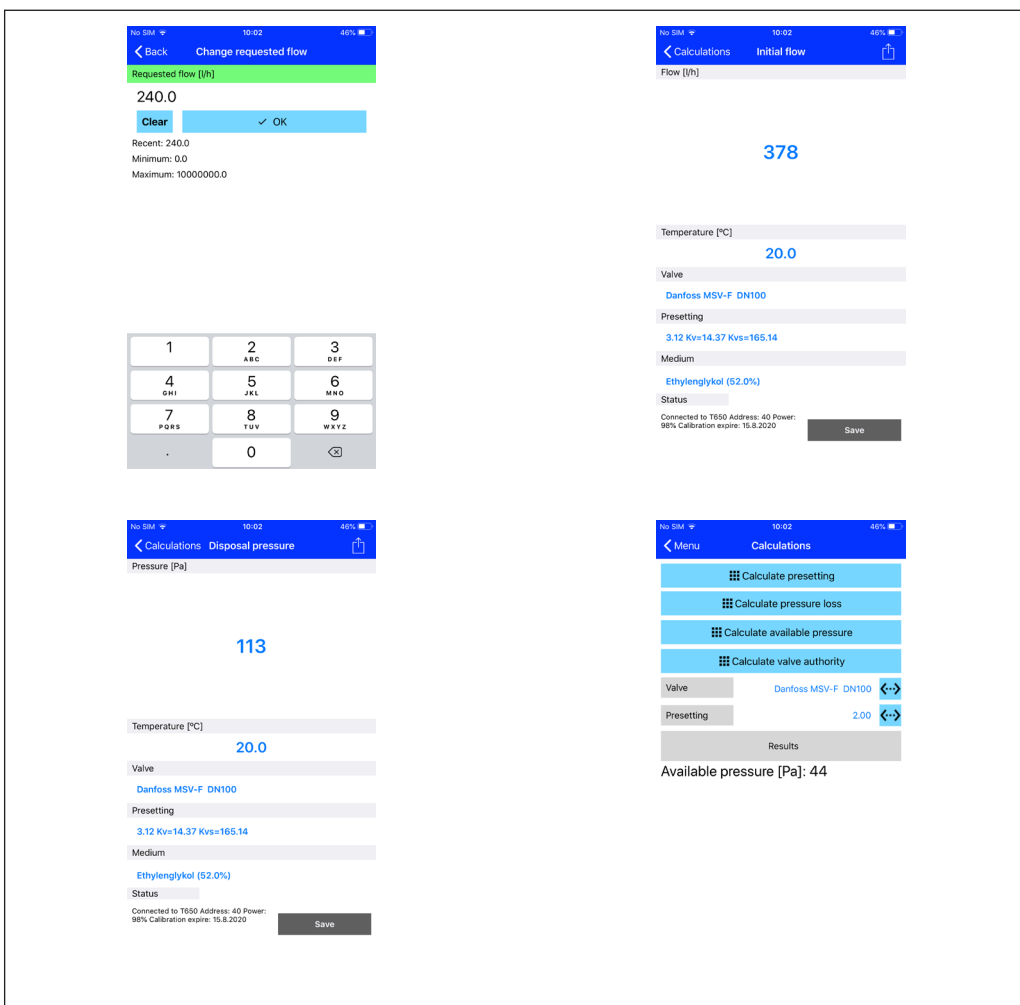 No SIM 10:02 46%
Back Change requested flow
Requested flow [l/h]
240.0
Clear ✓ OK
Recent: 240.0
Minimum: 0.0
Maximum: 10000000.0
1 2 3
ABC DEF
4 5 6
GHI JKL MNO
7 8 9
PQRS TUV WXYZ
. 0
No SIM 10:02 46%
Calculations Initial flow
Flow [l/h]
378
Temperature [ºC]
20.0
Valve
Danfoss MSV-F DN100
Presetting
3.12 Kv=14.37 Kvs=165.14
Medium
Ethylenglykol (52.0%)
Status
Connected to T650 Address: 40 Power:
98% Calibration expire: 15.8.2020
Save
No SIM 10:02 46%
Calculations Disposal pressure
Pressure [Pa]
113
Temperature [ºC]
20.0
Valve
Danfoss MSV-F DN100
Presetting
3.12 Kv=14.37 Kvs=165.14
Medium
Ethylenglykol (52.0%)
Status
Connected to T650 Address: 40 Power:
98% Calibration expire: 15.8.2020
Save
No SIM 10:02 46%
Menu Calculations
Calculate presetting
Calculate pressure loss
Calculate available pressure
Calculate valve authority
Valve Danfoss MSV-F DN100
Presetting 2.00
Results
Available pressure [Pa]: 44